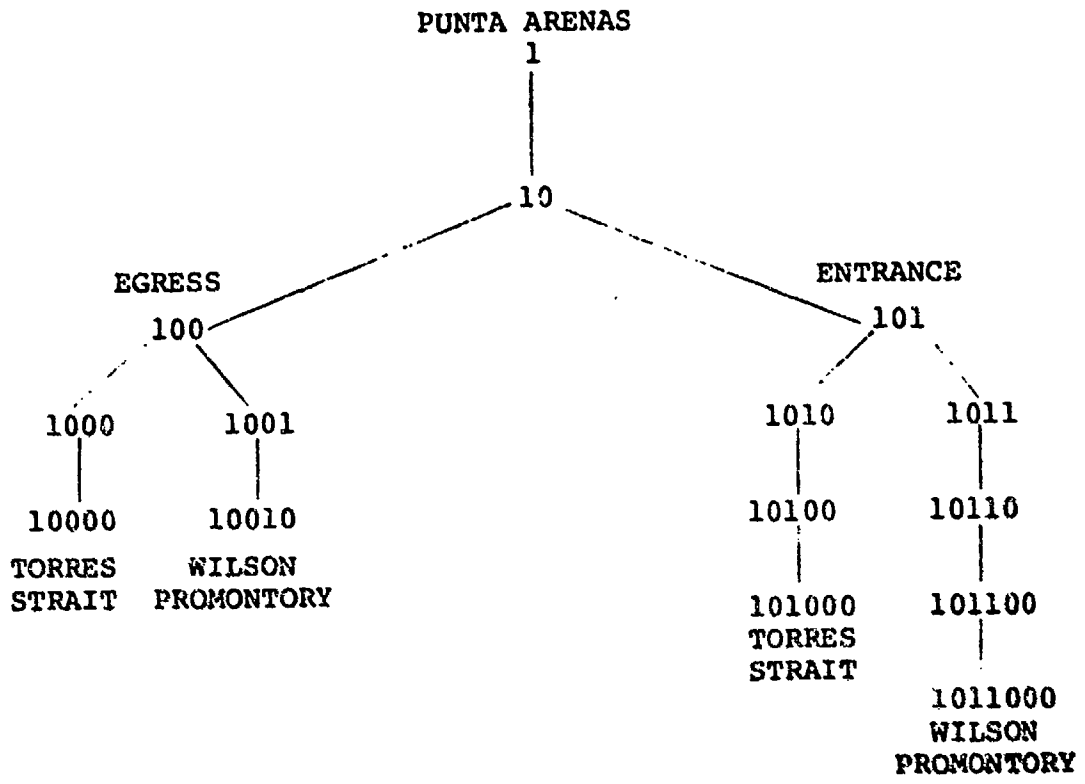 PUNTA ARENAS
1
10
EGRESS
100
ENTRANCE
101
1000 1001
1010 1011
10000 10010
10100 10110
TORRES WILSON
STRAIT PROMONTORY
101000 101100
TORRES
STRAIT
1011000
WILSON
PROMONTORY